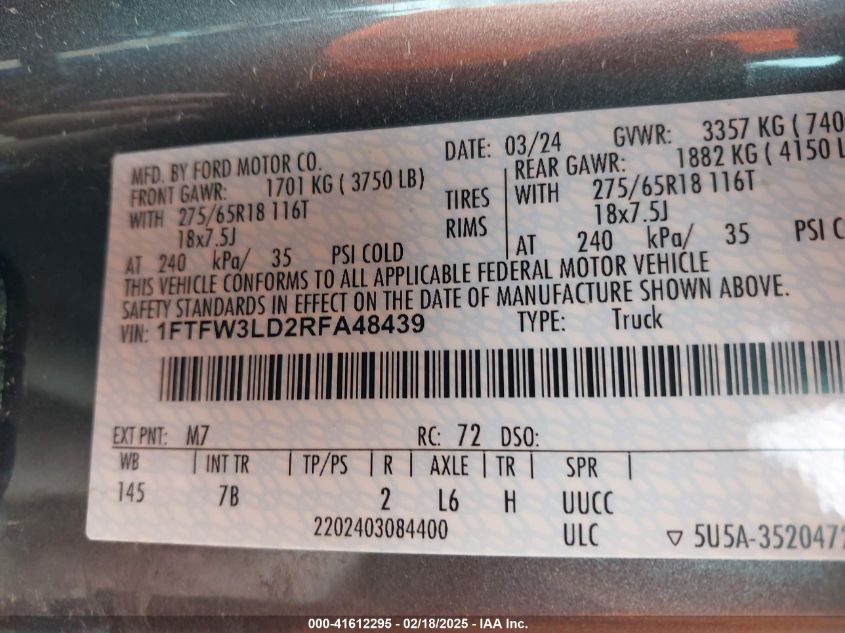 MFD. BY FORD MOTOR CO. DATE: 03/24 GVWR: 3357 KG ( 740
FRONT GAWR: 1701 KG ( 3750 LB) REAR GAWR: 1882 KG ( 4150 L
WITH 275/65R18 116T TIRES WITH 275/65R18 116T
18x7.5J RIMS 18x7.5J
AT 240 kPa/ 35 PSI COLD AT 240 kPa/ 35 PSI C
THIS VEHICLE CONFORMS TO ALL APPLICABLE FEDERAL MOTOR VEHICLE
SAFETY STANDARDS IN EFFECT ON THE DATE OF MANUFACTURE SHOWN ABOVE.
VIN: 1FTFW3LD2RFA48439 TYPE: Truck
EXT PNT: M7 RC: 72 DSO:
WB INT TR TP/PS R AXLE TR SPR
145 7B 2 L6 H UUCC
2202403084400 ULC ▽ 5U5A-3520472
000-41612295 - 02/18/2025 - IAA Inc.